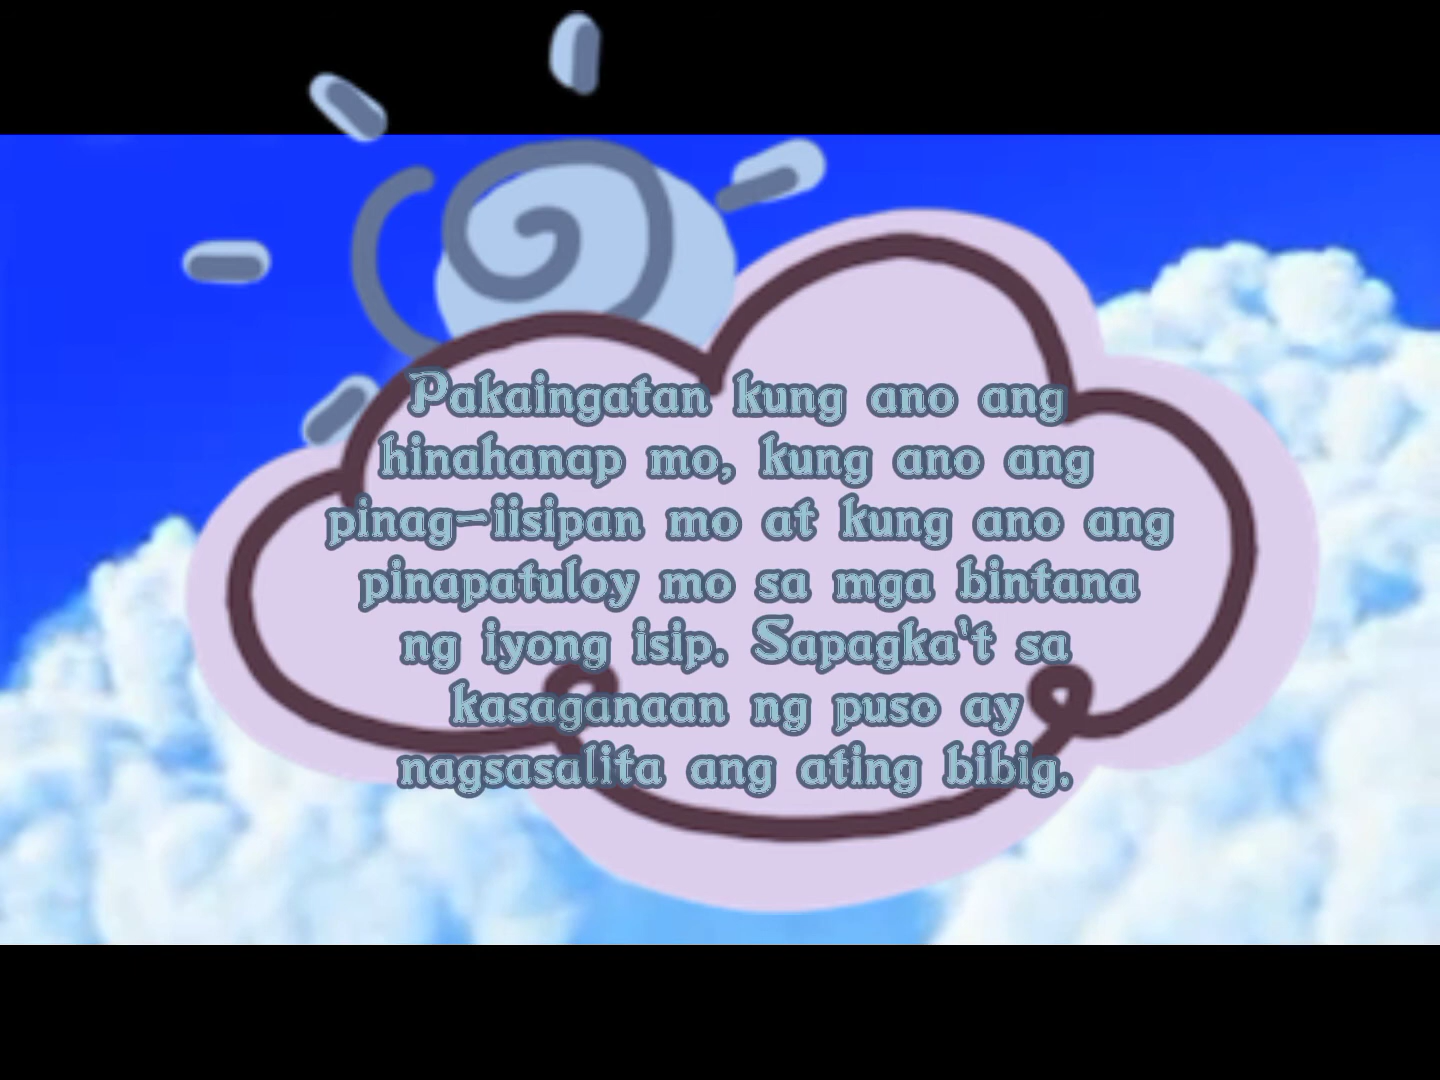 Pakaingatan kung ano ang
hinahanap mo, kung ano ang
pinag-iisipan mo at kung ano ang
pinapatuloy mo sa mga bintana
ng iyong isip. Sapagka't sa
kasaganaan ng puso ay
nagsasalita ang ating bibig.